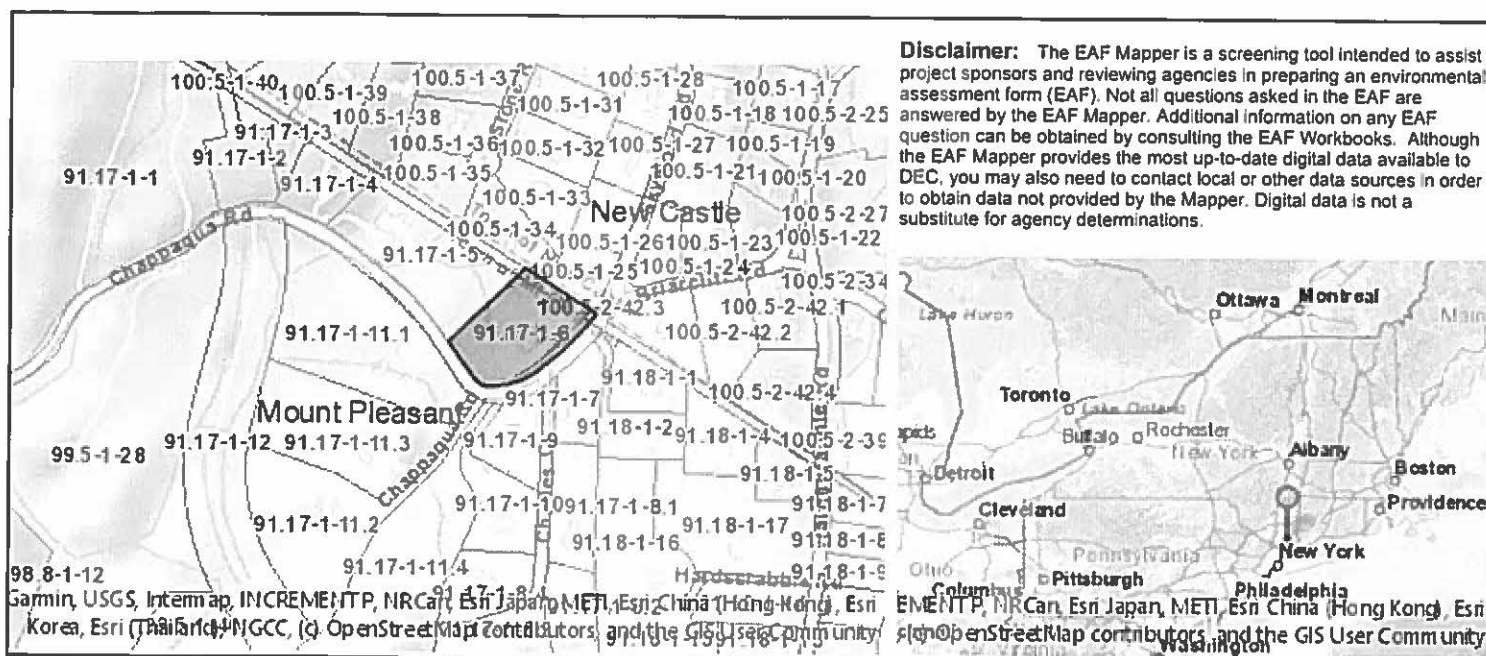 Disclaimer: The EAF Mapper is a screening tool intended to assist
project sponsors and reviewing agencies in preparing an environmental
assessment form (EAF). Not all questions asked in the EAF are
answered by the EAF Mapper. Additional information on any EAF
question can be obtained by consulting the EAF Workbooks. Although
the EAF Mapper provides the most up-to-date digital data available to
DEC, you may also need to contact local or other data sources in order
to obtain data not provided by the Mapper. Digital data is not a
substitute for agency determinations.
100.5-1-40
100.5-1-39
100.5-1-37
100.5-1-28
100.5-1-17
100.5-1-31
100.5-1-38
100.5-1-18
100.5-2-25
91.17-1-3
100.5-1-36
100.5-1-32
100.5-1-27
100.5-1-19
91.17-1-2
91.17-1-1
91.17-1-4
100.5-1-35
100.5-1-21
100.5-1-20
100.5-1-33
New Castle
100.5-2-27
100.5-1-34
100.5-1-26
100.5-1-23
100.5-1-22
Chappaqua Rd
91.17-1-5
100.5-1-25
100.5-1-24
100.5-2-34
100.5-2-42.3
100.5-2-42.1
91.17-1-11.1
91.17-1-6
100.5-2-42.2
91.18-1-1
100.5-2-42.4
91.17-1-7
Mount Pleasant
91.18-1-2
91.18-1-4
100.5-2-39
99.5-1-28
91.17-1-12
91.17-1-11.3
91.17-1-9
Chappaqua Rd
91.18-1-5
91.17-1-10
91.17-1-8.1
91.18-1-7
91.17-1-11.2
91.18-1-17
91.18-1-16
91.18-1-8
91.17-1-11.4
91.18-1-9
98.8-1-12
Garmin, USGS, Intermap, INCREMENT P, NRCan, Esri Japan, METI, Esri China (Hong Kong), Esri
Korea, Esri (Thailand), NGCC, (c) OpenStreetMap contributors, and the GIS User Community
Ottawa
Montreal
Lake Huron
Toronto
Lake Ontario
Buffalo
Rochester
New York
Albany
Boston
Detroit
Providence
Cleveland
New York
Pennsylvania
Pittsburgh
Philadelphia
Ohio
Columbus
EMENT P, NRCan, Esri Japan, METI, Esri China (Hong Kong), Esri
OpenStreetMap contributors, and the GIS User Community
Virginia
Washington